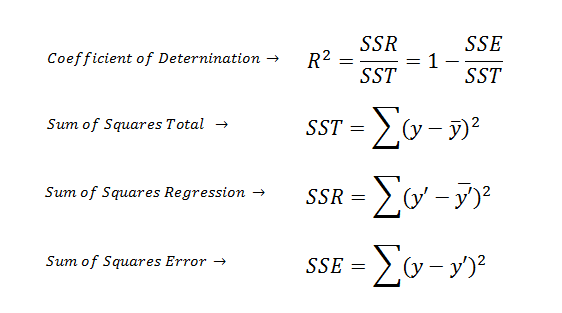 Coefficient of Deternination → R² = SSR/SST = 1 − SSE/SST
Sum of Squares Total → SST = ∑(y − ȳ)²
Sum of Squares Regression → SSR = ∑(y′ − y̅′̅)²
Sum of Squares Error → SSE = ∑(y − y′)²